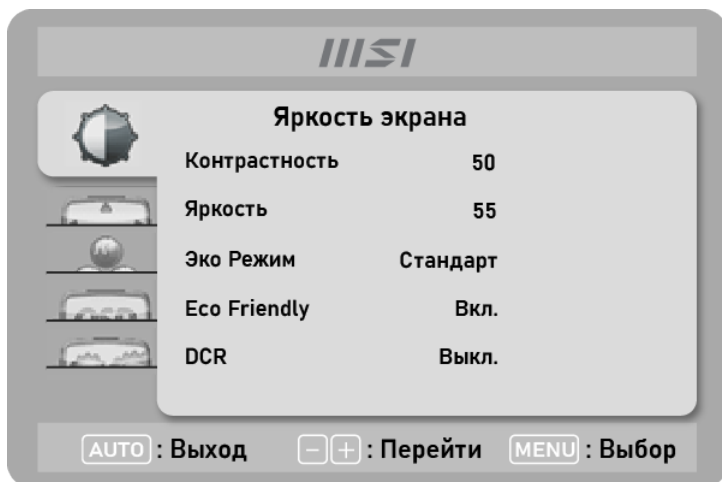 MSI
Яркость экрана
Контрастность 50
Яркость 55
Эко Режим Стандарт
Eco Friendly Вкл.
DCR Выкл.
AUTO : Выход - + : Перейти MENU : Выбор